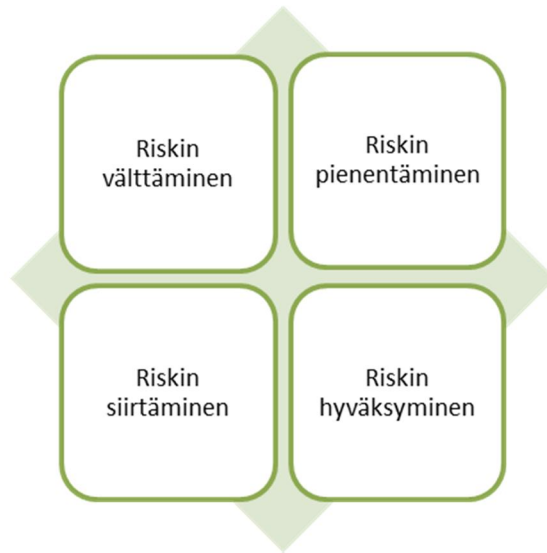 Riskin
välttäminen
Riskin
pienentäminen
Riskin
siirtäminen
Riskin
hyväksyminen